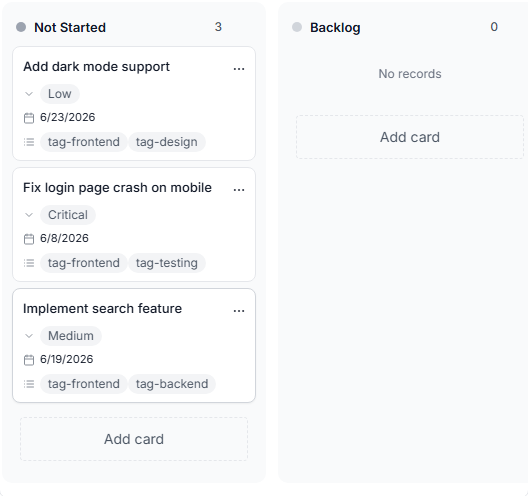 Not Started 3
Add dark mode support ...
Low
6/23/2026
tag-frontend tag-design
Fix login page crash on mobile ...
Critical
6/8/2026
tag-frontend tag-testing
Implement search feature ...
Medium
6/19/2026
tag-frontend tag-backend
Add card
Backlog 0
No records
Add card